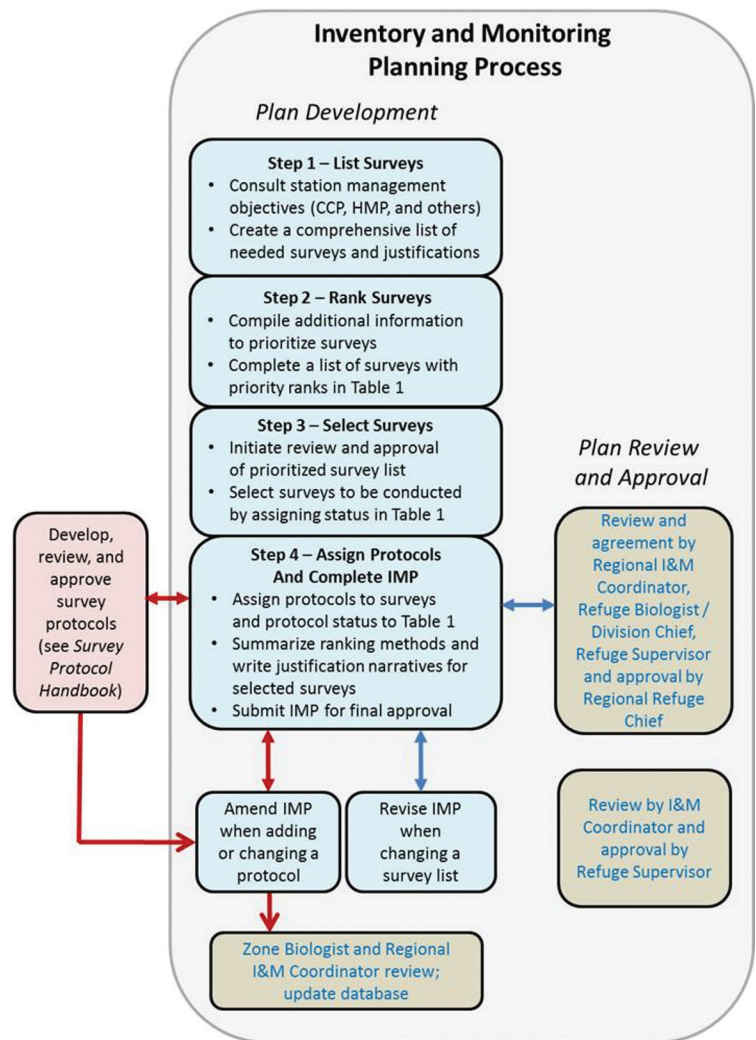 Inventory and Monitoring
Planning Process
Plan Development
Step 1 – List Surveys
• Consult station management
objectives (CCP, HMP, and others)
• Create a comprehensive list of
needed surveys and justifications
Step 2 – Rank Surveys
• Compile additional information
to prioritize surveys
• Complete a list of surveys with
priority ranks in Table 1
Step 3 – Select Surveys
• Initiate review and approval
of prioritized survey list
• Select surveys to be conducted
by assigning status in Table 1
Plan Review
and Approval
Develop,
review, and
approve
survey
protocols
(see Survey
Protocol
Handbook)
Step 4 – Assign Protocols
And Complete IMP
• Assign protocols to surveys
and protocol status to Table 1
• Summarize ranking methods and
write justification narratives for
selected surveys
• Submit IMP for final approval
Review and
agreement by
Regional I&M
Coordinator,
Refuge Biologist /
Division Chief,
Refuge Supervisor
and approval by
Regional Refuge
Chief
Amend IMP
when adding
or changing a
protocol
Revise IMP
when
changing a
survey list
Review by I&M
Coordinator and
approval by
Refuge Supervisor
Zone Biologist and Regional
I&M Coordinator review;
update database